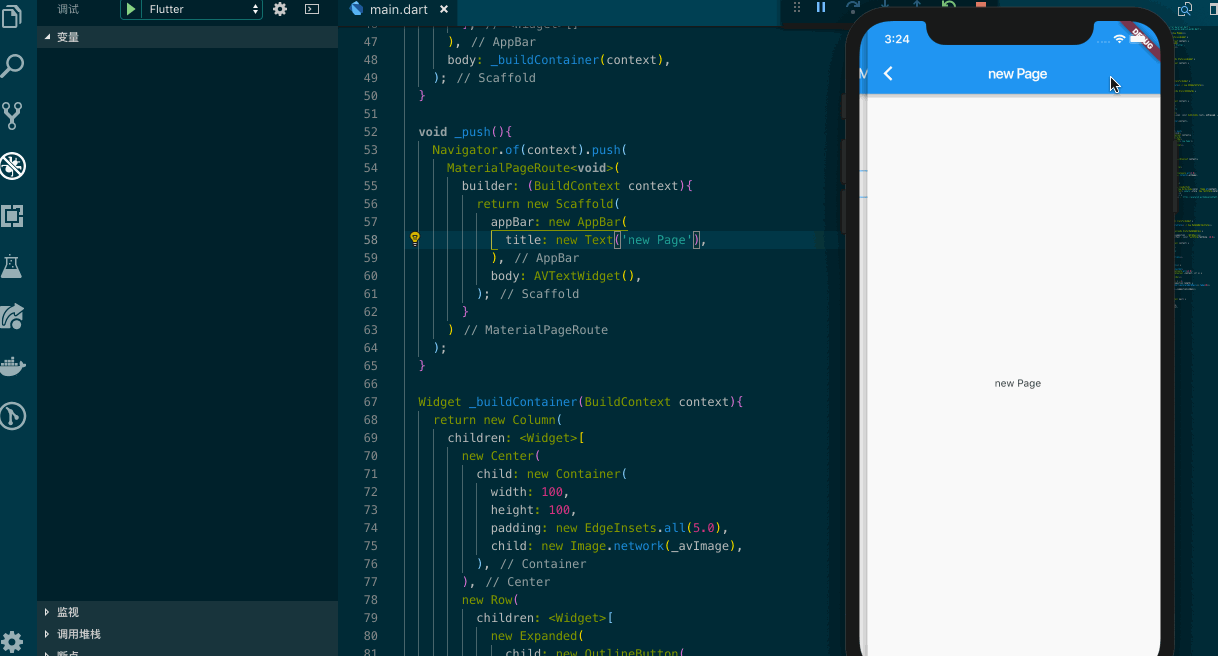 调试
Flutter
变量
监视
调用堆栈
断点
main.dart
47 ), // AppBar
48 body: _buildContainer(context),
49 ); // Scaffold
50 }
51
52 void _push(){
53 Navigator.of(context).push(
54 MaterialPageRoute<void>(
55 builder: (BuildContext context){
56 return new Scaffold(
57 appBar: new AppBar(
58 title: new Text('new Page'),
59 ), // AppBar
60 body: AVTextWidget(),
61 ); // Scaffold
62 }
63 ) // MaterialPageRoute
64 );
65 }
66
67 Widget _buildContainer(BuildContext context){
68 return new Column(
69 children: <Widget>[
70 new Center(
71 child: new Container(
72 width: 100,
73 height: 100,
74 padding: new EdgeInsets.all(5.0),
75 child: new Image.network(_avImage),
76 ), // Container
77 ), // Center
78 new Row(
79 children: <Widget>[
80 new Expanded(
81 child: new OutlineButton(
3:24
DEBUG
new Page
new Page